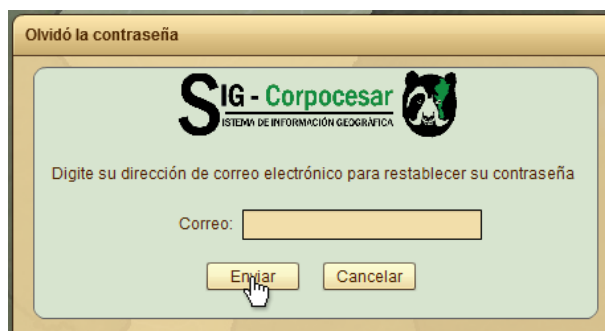 Olvidó la contraseña
SIG - Corpocesar
SISTEMA DE INFORMACIÓN GEOGRÁFICA
Digite su dirección de correo electrónico para restablecer su contraseña
Correo:
Enviar Cancelar